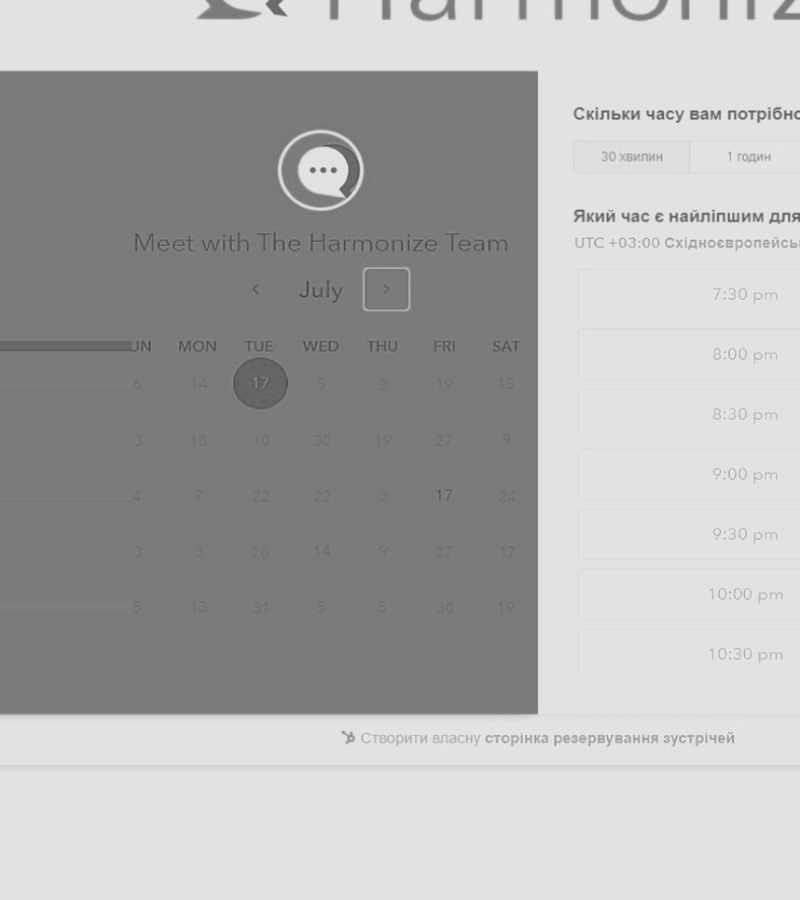 Harmoniz
Meet with The Harmonize Team
July
UN MON TUE WED THU FRI SAT
6 14 17 5 3 19 15
3 18 10 30 19 27 9
4 7 22 22 3 17 24
3 3 28 14 9 27 17
5 13 31 5 5 30 19
Скільки часу вам потрібно
30 хвилин 1 годин
Який час є найліпшим для
UTC +03:00 Східноєвропейсь
7:30 pm
8:00 pm
8:30 pm
9:00 pm
9:30 pm
10:00 pm
10:30 pm
Створити власну сторінка резервування зустрічей